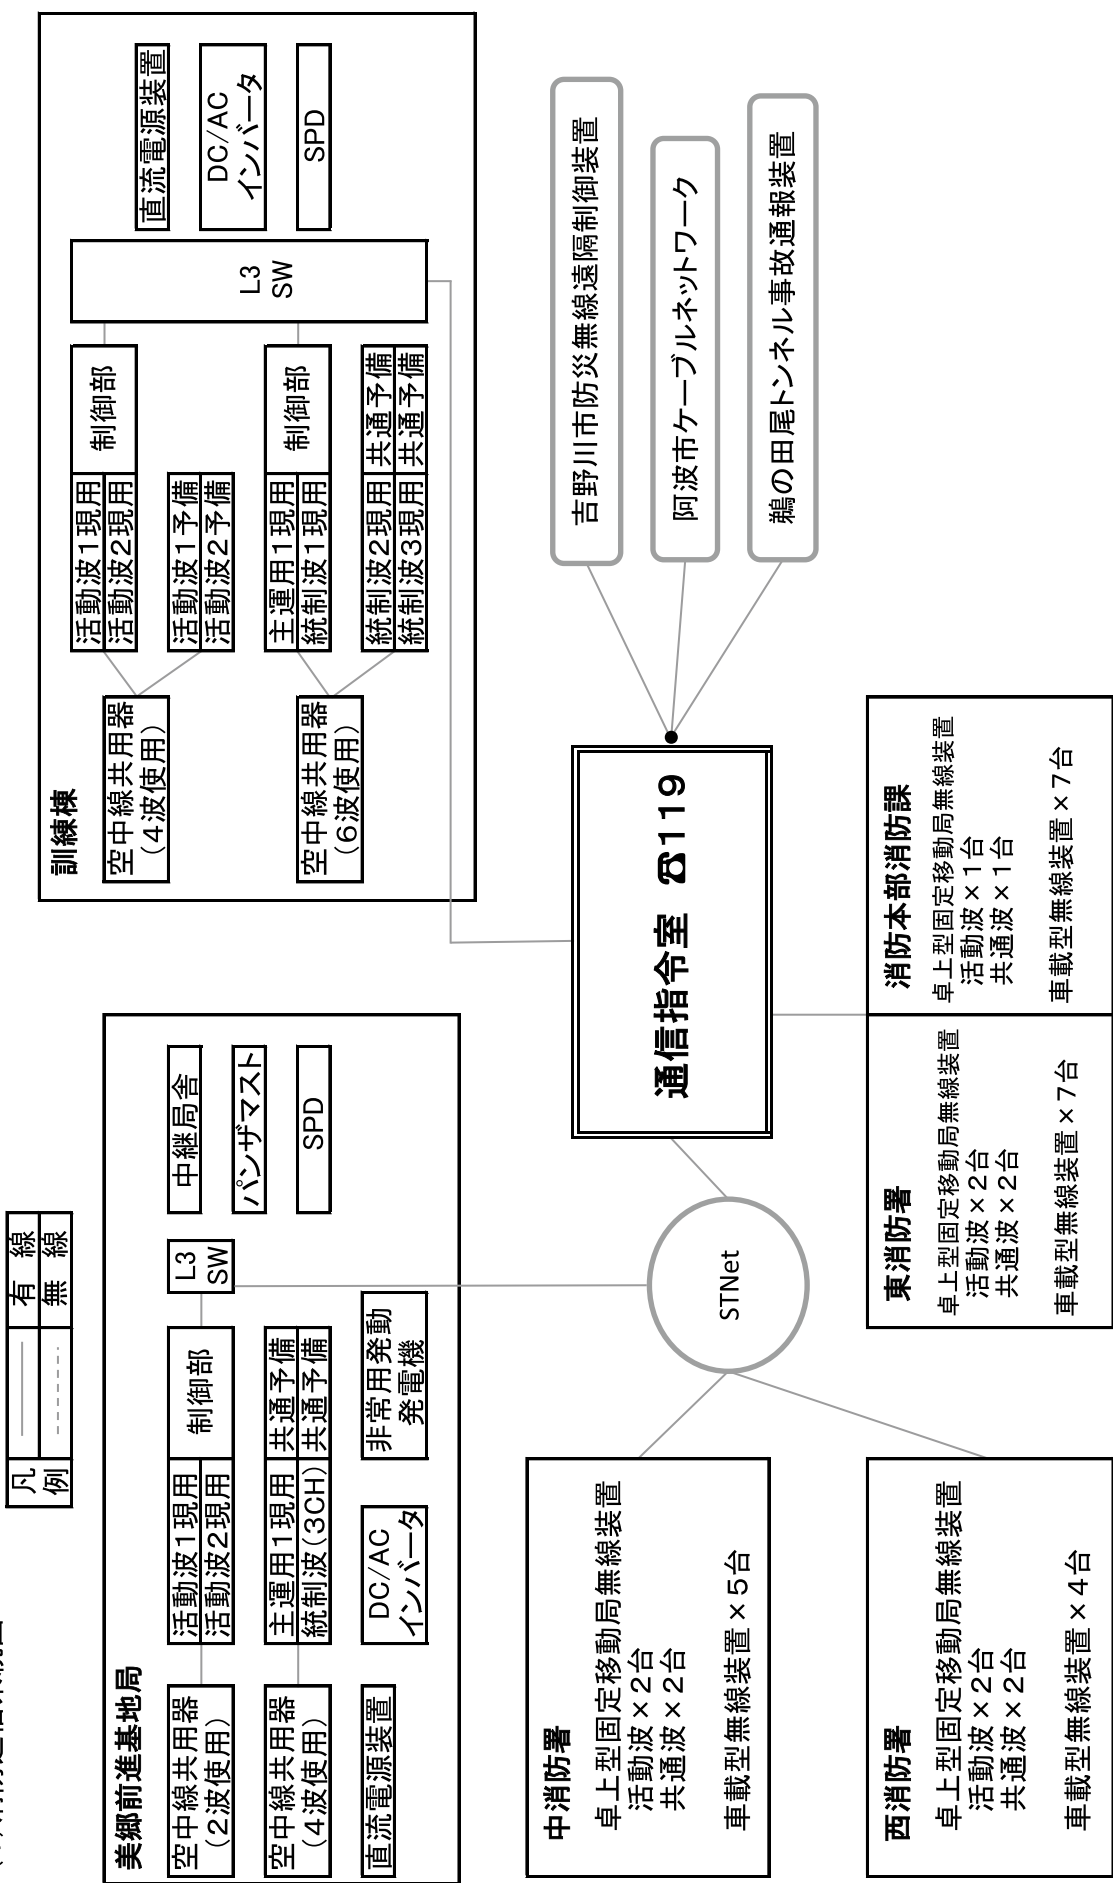 凡例
有　線
無　線
美郷前進基地局
空中線共用器
(2波使用)
活動波1現用
活動波2現用
制御部
L3
SW
中継局舎
空中線共用器
(4波使用)
主運用1現用
統制波(3CH)
共通予備
共通予備
パンザマスト
SPD
直流電源装置
DC/AC
インバータ
非常用発動
発電機
訓練棟
空中線共用器
(4波使用)
活動波1現用
活動波2現用
制御部
活動波1予備
活動波2予備
空中線共用器
(6波使用)
主運用1現用
統制波1現用
制御部
統制波2現用
統制波3現用
共通予備
共通予備
L3
SW
直流電源装置
DC/AC
インバータ
SPD
通信指令室 ☎119
吉野川市防災無線遠隔制御装置
阿波市ケーブルネットワーク
鵜の田尾トンネル事故通報装置
STNet
中消防署
卓上型固定移動局無線装置
活動波×2台
共通波×2台
車載型無線装置×5台
西消防署
卓上型固定移動局無線装置
活動波×2台
共通波×2台
車載型無線装置×4台
東消防署
卓上型固定移動局無線装置
活動波×2台
共通波×2台
車載型無線装置×7台
消防本部消防課
卓上型固定移動局無線装置
活動波×1台
共通波×1台
車載型無線装置×7台